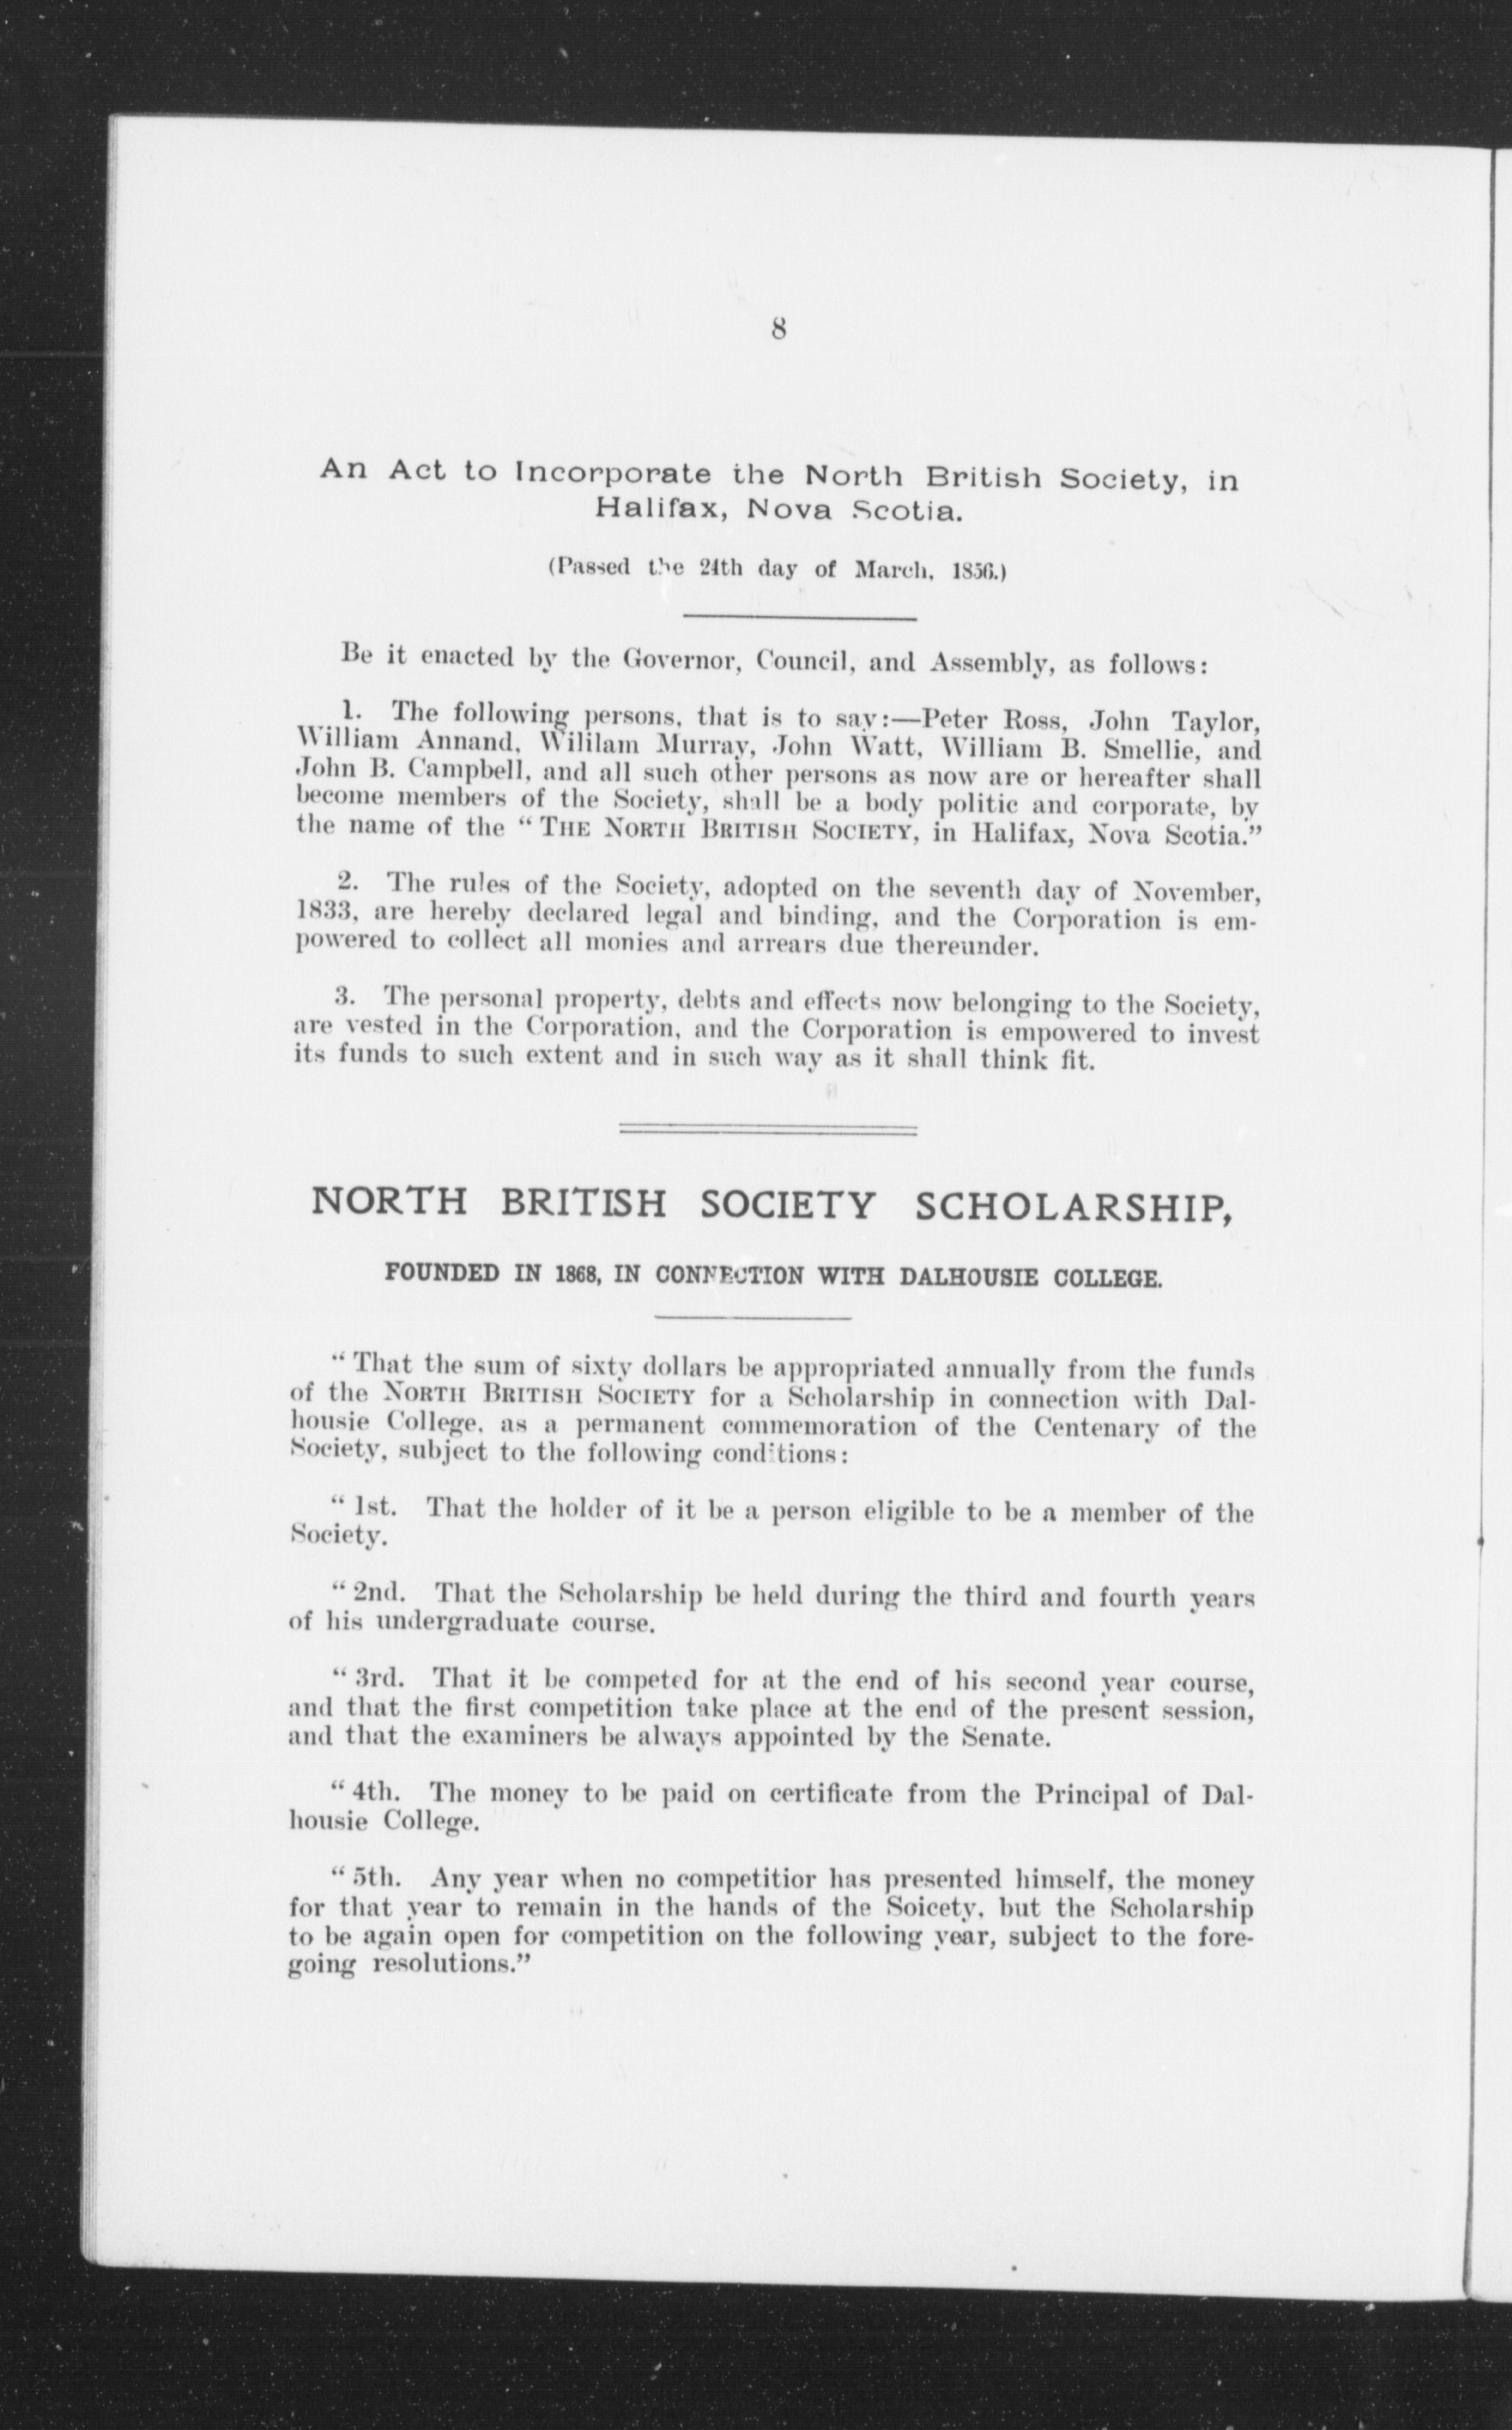 8
An Act to Incorporate the North British Society, in
Halifax, Nova Scotia.
(Passed the 24th day of March, 1856.)
Be it enacted by the Governor, Council, and Assembly, as follows:
1. The following persons, that is to say:—Peter Ross, John Taylor,
William Annand, Wililam Murray, John Watt, William B. Smellie, and
John B. Campbell, and all such other persons as now are or hereafter shall
become members of the Society, shall be a body politic and corporate, by
the name of the “THE NORTH BRITISH SOCIETY, in Halifax, Nova Scotia.”
2. The rules of the Society, adopted on the seventh day of November,
1833, are hereby declared legal and binding, and the Corporation is em-
powered to collect all monies and arrears due thereunder.
3. The personal property, debts and effects now belonging to the Society,
are vested in the Corporation, and the Corporation is empowered to invest
its funds to such extent and in such way as it shall think fit.
NORTH BRITISH SOCIETY SCHOLARSHIP,
FOUNDED IN 1868, IN CONNECTION WITH DALHOUSIE COLLEGE.
“That the sum of sixty dollars be appropriated annually from the funds
of the NORTH BRITISH SOCIETY for a Scholarship in connection with Dal-
housie College, as a permanent commemoration of the Centenary of the
Society, subject to the following conditions:
“1st. That the holder of it be a person eligible to be a member of the
Society.
“2nd. That the Scholarship be held during the third and fourth years
of his undergraduate course.
“3rd. That it be competed for at the end of his second year course,
and that the first competition take place at the end of the present session,
and that the examiners be always appointed by the Senate.
“4th. The money to be paid on certificate from the Principal of Dal-
housie College.
“5th. Any year when no competitior has presented himself, the money
for that year to remain in the hands of the Soicety, but the Scholarship
to be again open for competition on the following year, subject to the fore-
going resolutions.”